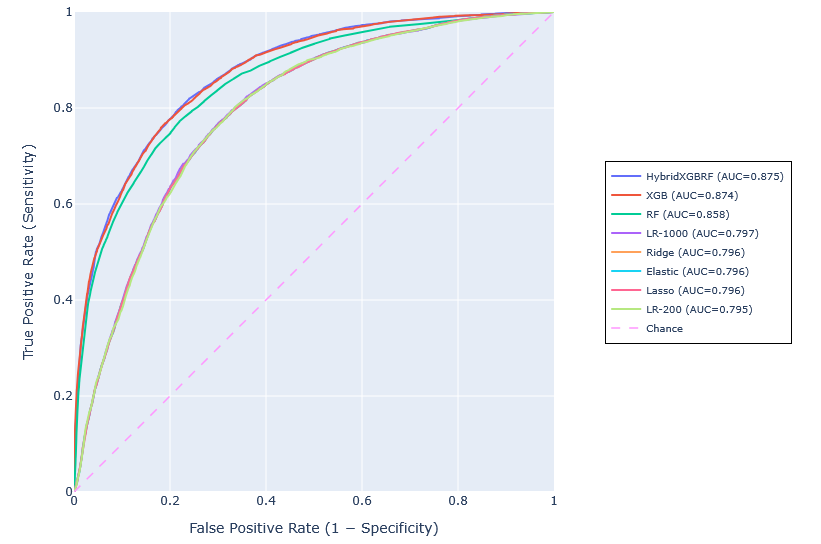 1
0.8
0.6
0.4
0.2
0
True Positive Rate (Sensitivity)
0
0.2
0.4
0.6
0.8
1
False Positive Rate (1 − Specificity)
HybridXGBRF (AUC=0.875)
XGB (AUC=0.874)
RF (AUC=0.858)
LR-1000 (AUC=0.797)
Ridge (AUC=0.796)
Elastic (AUC=0.796)
Lasso (AUC=0.796)
LR-200 (AUC=0.795)
Chance